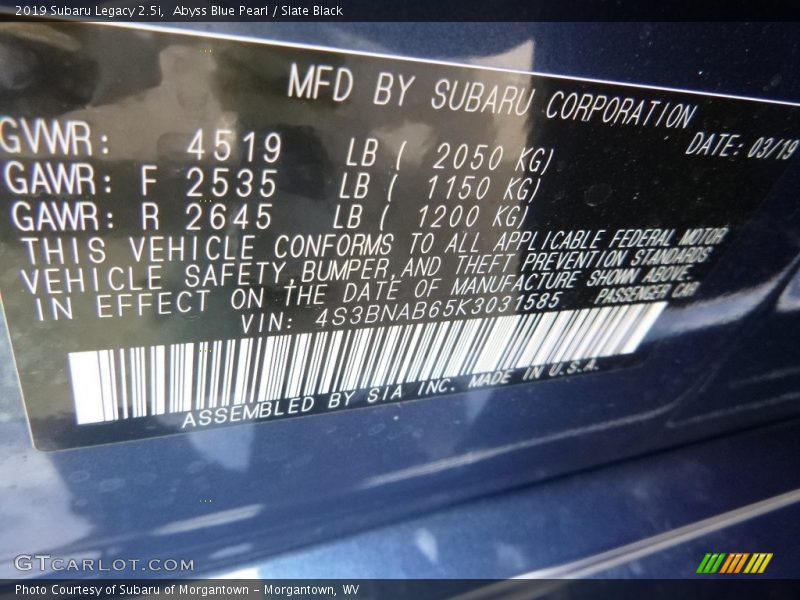 2019 Subaru Legacy 2.5i, Abyss Blue Pearl / Slate Black
MFD BY SUBARU CORPORATION
DATE: 03/19
GVWR: 4519 LB ( 2050 KG)
GAWR: F 2535 LB ( 1150 KG)
GAWR: R 2645 LB ( 1200 KG)
THIS VEHICLE CONFORMS TO ALL APPLICABLE FEDERAL MOTOR
VEHICLE SAFETY,BUMPER,AND THEFT PREVENTION STANDARDS
IN EFFECT ON THE DATE OF MANUFACTURE SHOWN ABOVE.
VIN: 4S3BNAB65K3031585 PASSENGER CAR
ASSEMBLED BY SIA INC. MADE IN U.S.A.
GTCARLOT.COM
Photo Courtesy of Subaru of Morgantown - Morgantown, WV